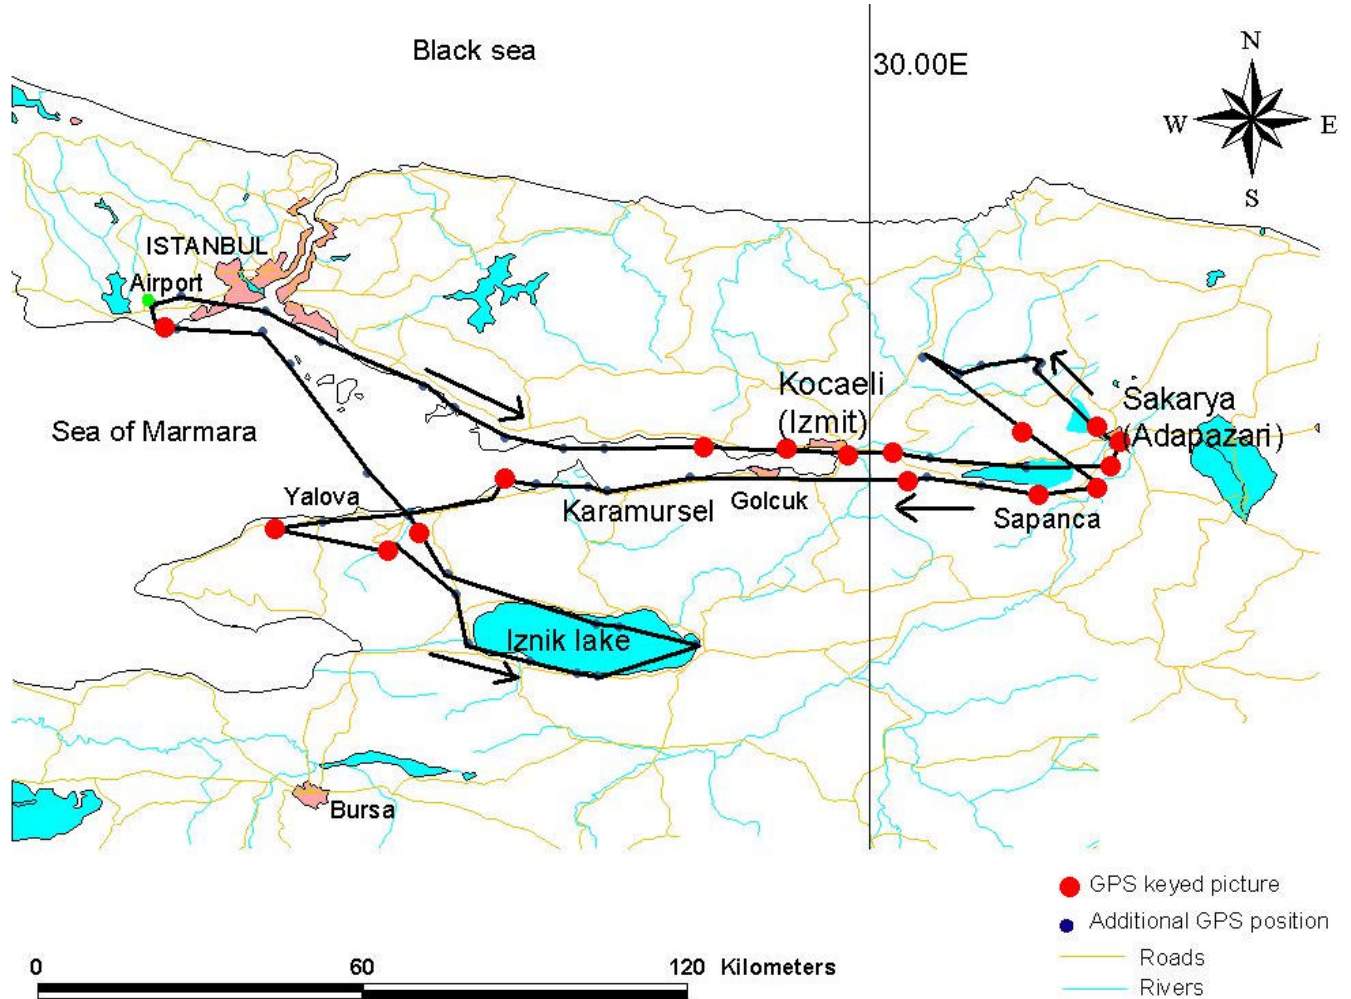 Black sea
30.00E
N
W
E
S
ISTANBUL
Airport
Kocaeli
(Izmit)
Sakarya
(Adapazari)
Sea of Marmara
Yalova
Karamursel
Golcuk
Sapanca
Iznik lake
Bursa
GPS keyed picture
Additional GPS position
Roads
Rivers
0
60
120 Kilometers